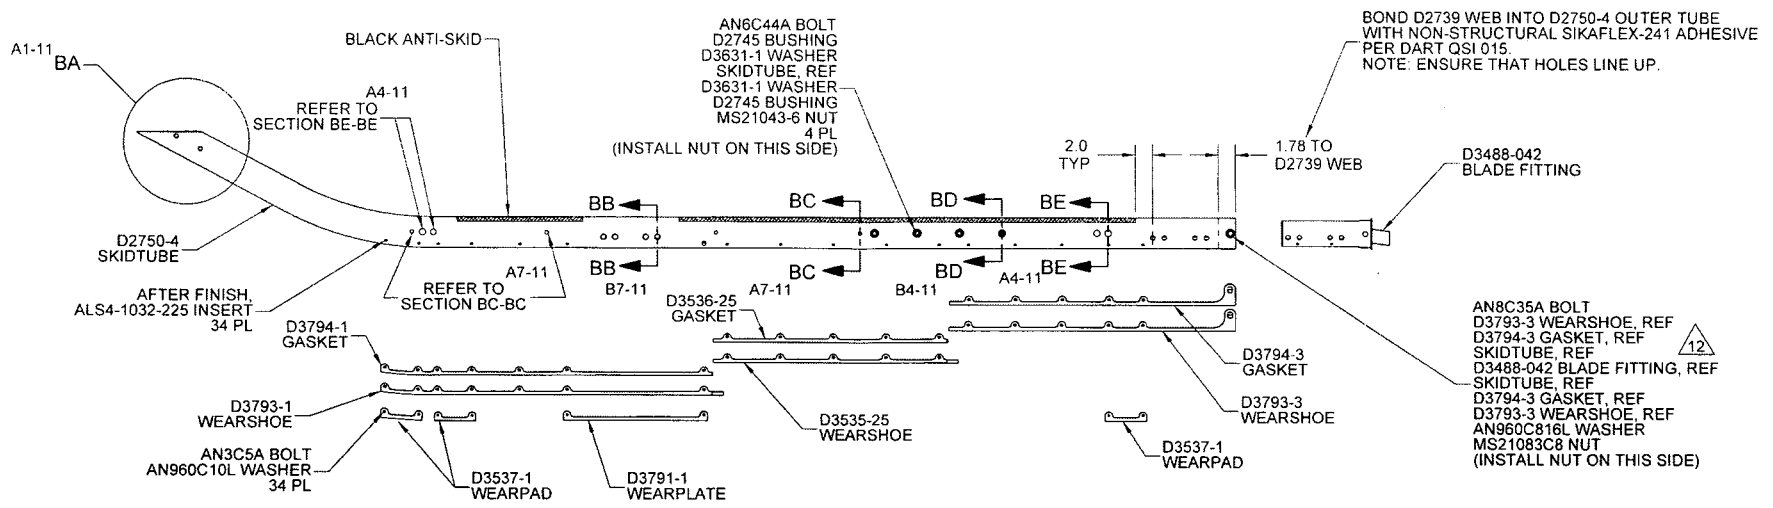 A1-11
BA
BLACK ANTI-SKID
A4-11
REFER TO
SECTION BE-BE
AN6C44A BOLT
D2745 BUSHING
D3631-1 WASHER
SKIDTUBE, REF
D3631-1 WASHER
D2745 BUSHING
MS21043-6 NUT
4 PL
(INSTALL NUT ON THIS SIDE)
BOND D2739 WEB INTO D2750-4 OUTER TUBE
WITH NON-STRUCTURAL SIKAFLEX-241 ADHESIVE
PER DART QSI 015.
NOTE: ENSURE THAT HOLES LINE UP.
2.0
TYP
1.78 TO
D2739 WEB
D3488-042
BLADE FITTING
BB
BC
BD
BE
D2750-4
SKIDTUBE
BB
BC
BD
BE
A7-11
REFER TO
SECTION BC-BC
B7-11
A7-11
B4-11
A4-11
AFTER FINISH,
ALS4-1032-225 INSERT
34 PL
D3794-1
GASKET
D3536-25
GASKET
D3794-3
GASKET
AN8C35A BOLT
D3793-3 WEARSHOE, REF
D3794-3 GASKET, REF
SKIDTUBE, REF
D3488-042 BLADE FITTING, REF
SKIDTUBE, REF
D3794-3 GASKET, REF
D3793-3 WEARSHOE, REF
AN960C816L WASHER
MS21083C8 NUT
(INSTALL NUT ON THIS SIDE)
12
D3793-1
WEARSHOE
D3535-25
WEARSHOE
D3793-3
WEARSHOE
AN3C5A BOLT
AN960C10L WASHER
34 PL
D3537-1
WEARPAD
D3791-1
WEARPLATE
D3537-1
WEARPAD